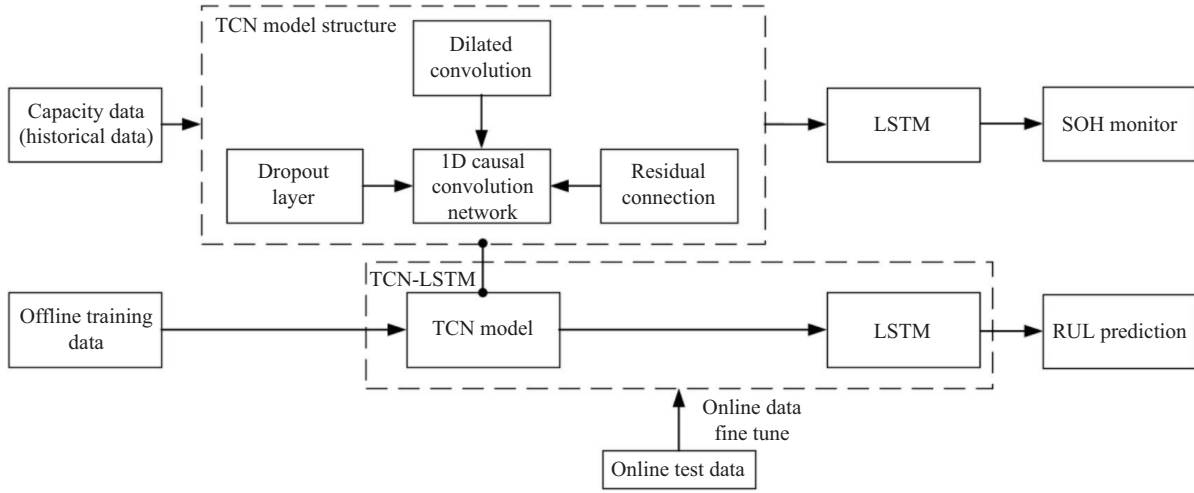 TCN model structure
Dilated
convolution
Capacity data
(historical data)
LSTM
SOH monitor
Dropout
layer
1D causal
convolution
network
Residual
connection
TCN-LSTM
Offline training
data
TCN model
LSTM
RUL prediction
Online data
fine tune
Online test data